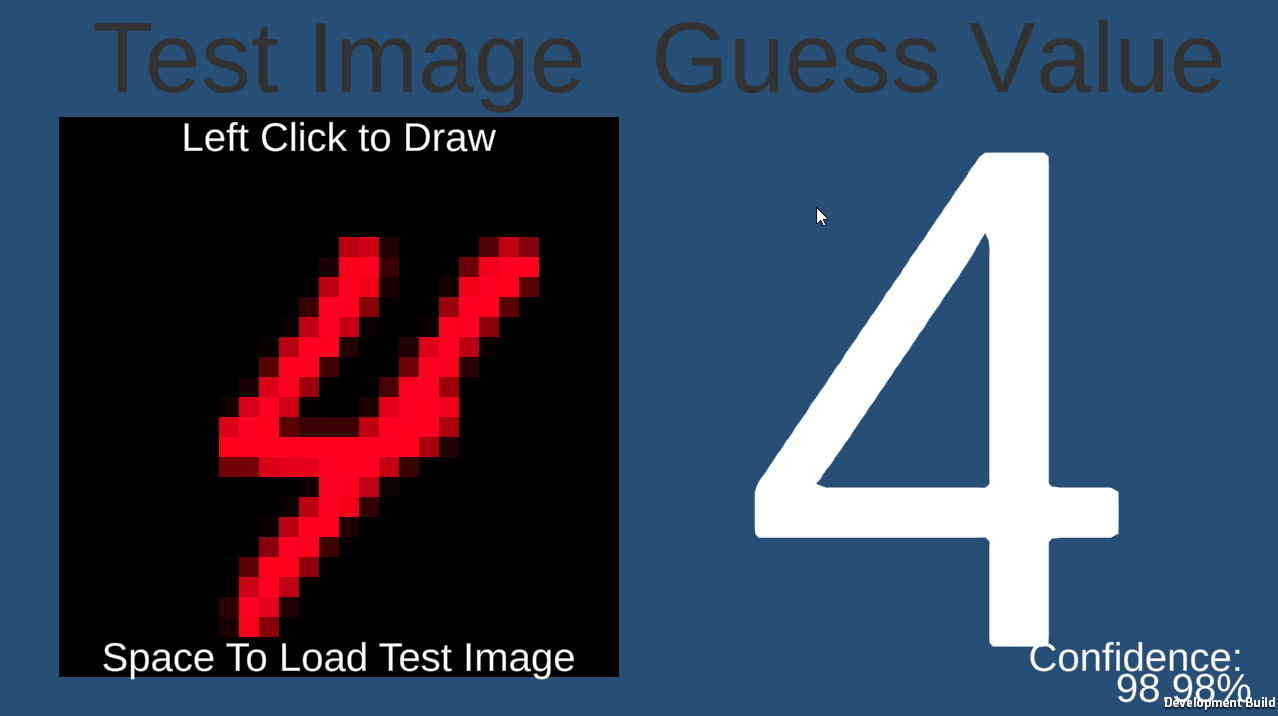 Test Image
Guess Value
Left Click to Draw
4
4
Space To Load Test Image
Confidence:
98.98%
Development Build